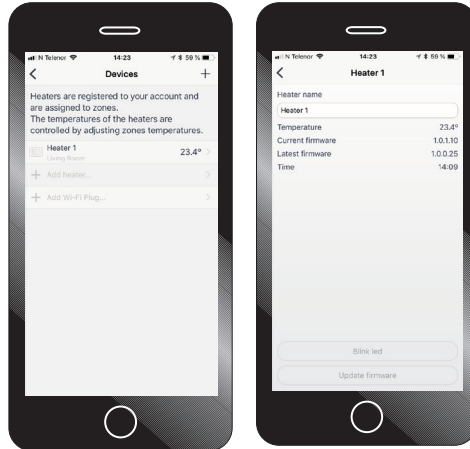 N Telenor 14:23 59 %
Devices
+
Heaters are registered to your account and
are assigned to zones.
The temperatures of the heaters are
controlled by adjusting zones temperatures.
Heater 1 23.4°
Living Room
+ Add heater...
+ Add Wi-Fi Plug...
N Telenor 14:23 59 %
Heater 1
Heater name
Heater 1
Temperature 23.4°
Current firmware 1.0.1.10
Latest firmware 1.0.0.25
Time 14:09
Blink led
Update firmware